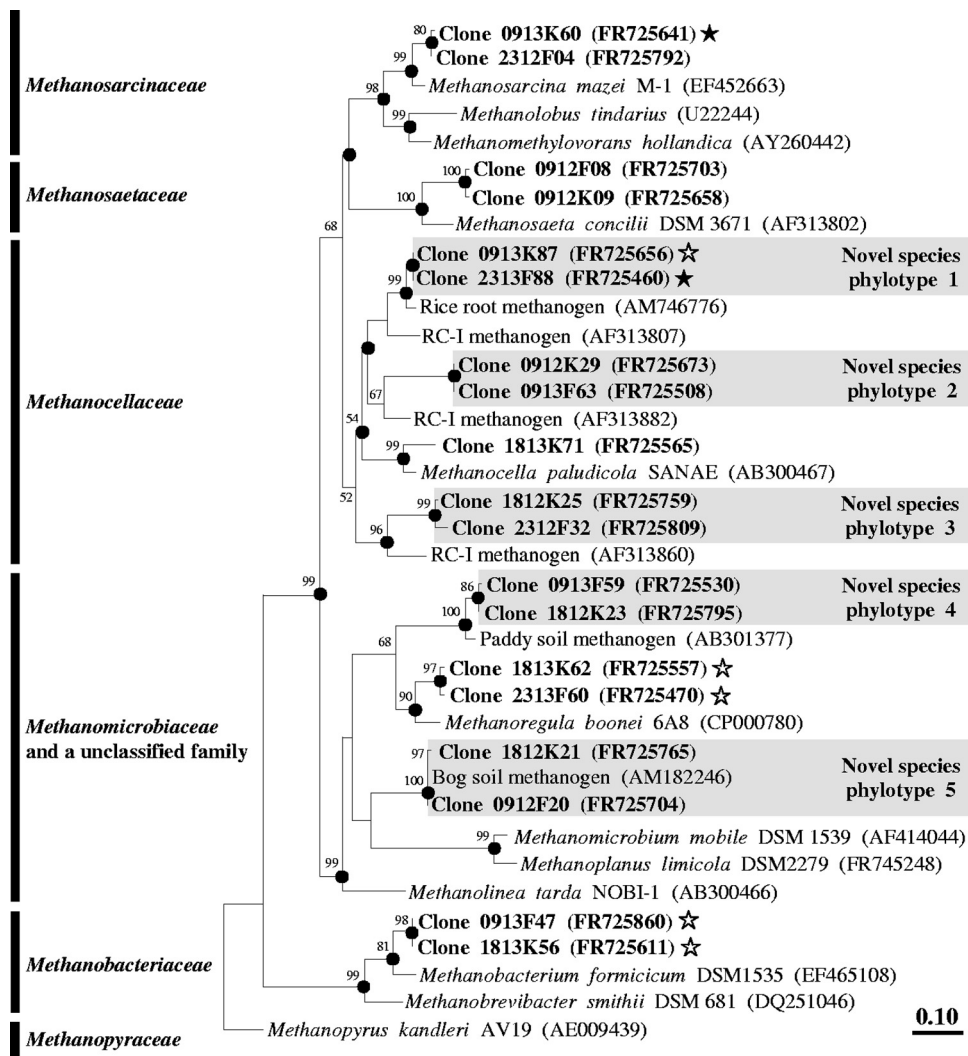 80
Clone 0913K60 (FR725641) ★
99
Clone 2312F04 (FR725792)
Methanosarcinaceae
98
Methanosarcina mazei M-1 (EF452663)
99
Methanolobus tindarius (U22244)
Methanomethylovorans hollandica (AY260442)
100
Clone 0912F08 (FR725703)
Methanosaetaceae
100
Clone 0912K09 (FR725658)
Methanosaeta concilii DSM 3671 (AF313802)
68
Clone 0913K87 (FR725656) ☆
Novel species
phylotype 1
99
Clone 2313F88 (FR725460) ★
Rice root methanogen (AM746776)
RC-I methanogen (AF313807)
Clone 0912K29 (FR725673)
Novel species
phylotype 2
Methanocellaceae
67
Clone 0913F63 (FR725508)
54
RC-I methanogen (AF313882)
99
Clone 1813K71 (FR725565)
Methanocella paludicola SANAE (AB300467)
52
99
Clone 1812K25 (FR725759)
Novel species
phylotype 3
96
Clone 2312F32 (FR725809)
RC-I methanogen (AF313860)
99
86
Clone 0913F59 (FR725530)
Novel species
phylotype 4
100
Clone 1812K23 (FR725795)
68
Paddy soil methanogen (AB301377)
97
Clone 1813K62 (FR725557) ☆
90
Clone 2313F60 (FR725470) ☆
Methanomicrobiaceae
and a unclassified family
Methanoregula boonei 6A8 (CP000780)
97
Clone 1812K21 (FR725765)
Novel species
phylotype 5
100
Bog soil methanogen (AM182246)
Clone 0912F20 (FR725704)
99
Methanomicrobium mobile DSM 1539 (AF414044)
Methanoplanus limicola DSM2279 (FR745248)
99
Methanolinea tarda NOBI-1 (AB300466)
98
Clone 0913F47 (FR725860) ☆
81
Clone 1813K56 (FR725611) ☆
Methanobacteriaceae
99
Methanobacterium formicicum DSM1535 (EF465108)
Methanobrevibacter smithii DSM 681 (DQ251046)
Methanopyraceae
Methanopyrus kandleri AV19 (AE009439)
0.10